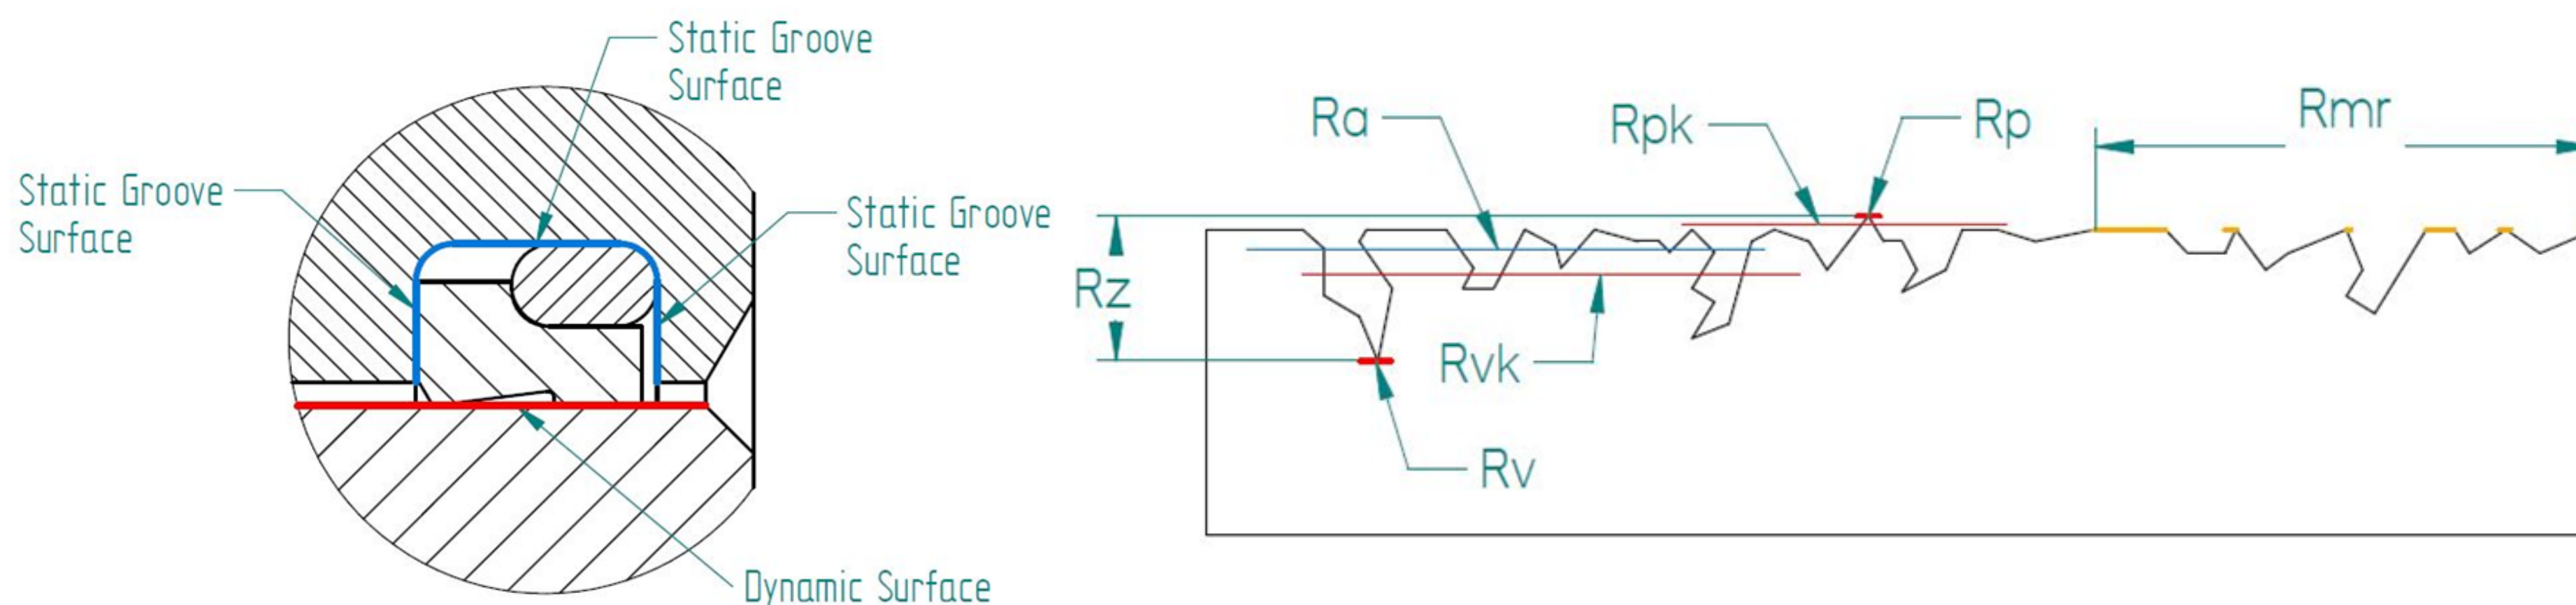 Static Groove
Surface
Static Groove
Surface
Static Groove
Surface
Dynamic Surface
Ra
Rpk
Rp
Rmr
Rz
Rvk
Rv